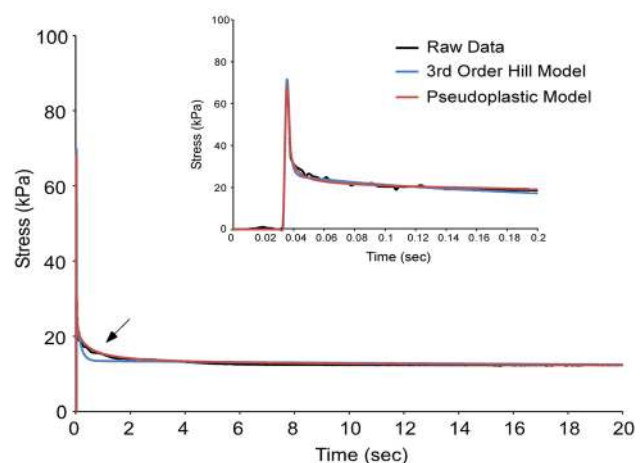 100
80
60
40
20
0
Stress (kPa)
0 2 4 6 8 10 12 14 16 18 20
Time (sec)
100
80
60
40
20
0
Stress (kPa)
0 0.02 0.04 0.06 0.08 0.1 0.12 0.14 0.16 0.18 0.2
Time (sec)
Raw Data
3rd Order Hill Model
Pseudoplastic Model